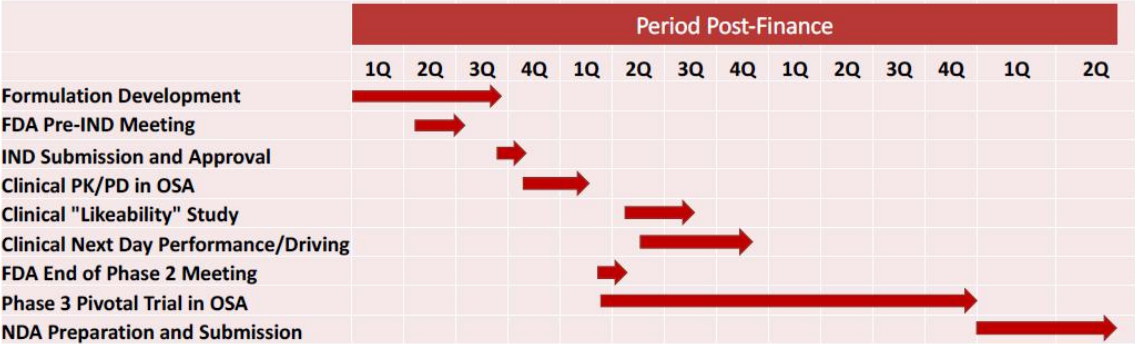 Period Post-Finance
1Q 2Q 3Q 4Q 1Q 2Q 3Q 4Q 1Q 2Q 3Q 4Q 1Q 2Q
Formulation Development
FDA Pre-IND Meeting
IND Submission and Approval
Clinical PK/PD in OSA
Clinical "Likeability" Study
Clinical Next Day Performance/Driving
FDA End of Phase 2 Meeting
Phase 3 Pivotal Trial in OSA
NDA Preparation and Submission